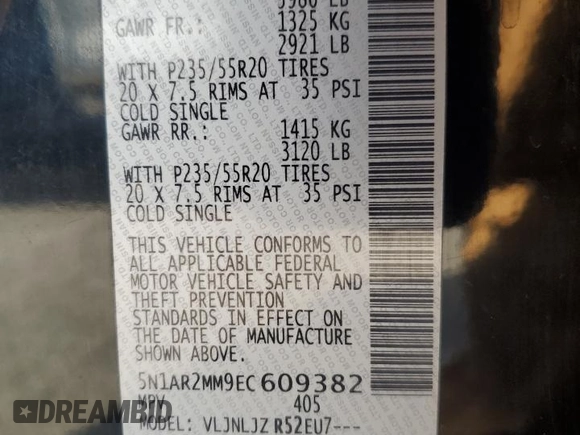 5960 LB
GAWR FR.: 1325 KG
2921 LB
WITH P235/55R20 TIRES
20 X 7.5 RIMS AT 35 PSI
COLD SINGLE
GAWR RR.: 1415 KG
3120 LB
WITH P235/55R20 TIRES
20 X 7.5 RIMS AT 35 PSI
COLD SINGLE
THIS VEHICLE CONFORMS TO
ALL APPLICABLE FEDERAL
MOTOR VEHICLE SAFETY AND
THEFT PREVENTION
STANDARDS IN EFFECT ON
THE DATE OF MANUFACTURE
SHOWN ABOVE.
5N1AR2MM9EC609382
MPV 405
MODEL: VLJNLJZ R52EU7---
DREAMBID